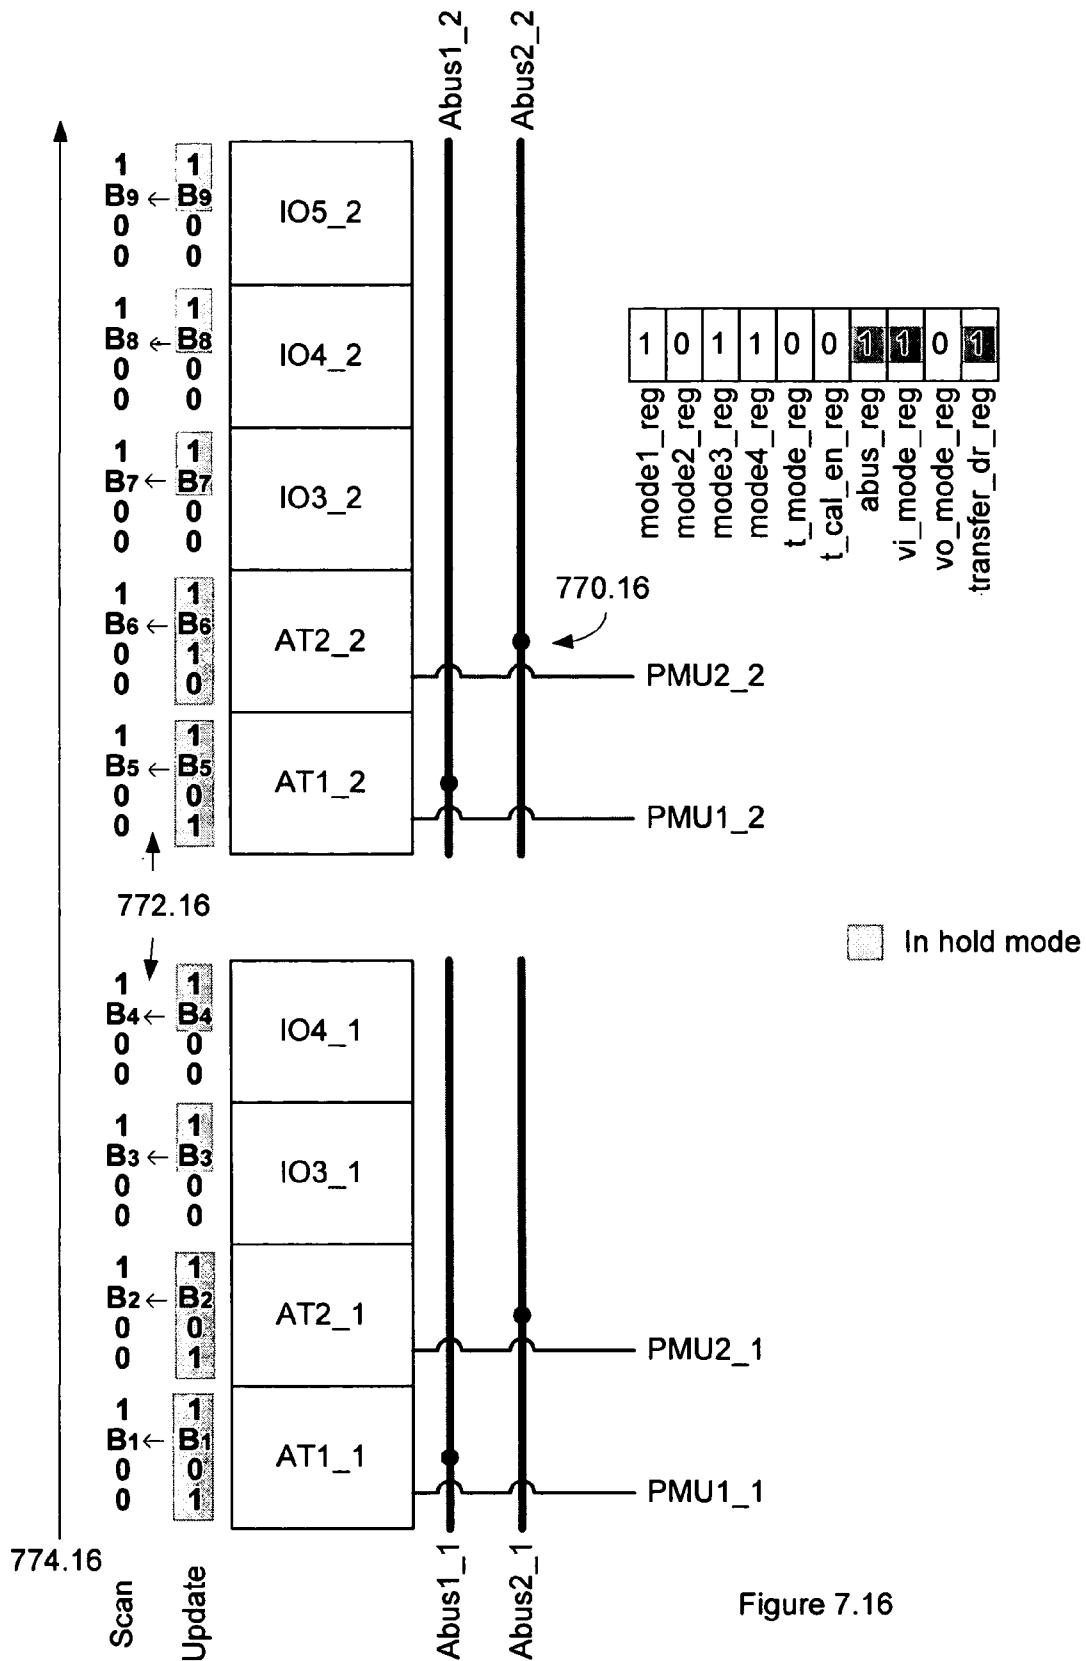 Abus1_2
Abus2_2
1 1
B9 ← B9
0 0
0 0
IO5_2
1 1
B8 ← B8
0 0
0 0
IO4_2
1 0 1 1 0 0 1 1 0 1
mode1_reg
mode2_reg
mode3_reg
mode4_reg
t_mode_reg
t_cal_en_reg
abus_reg
vi_mode_reg
vo_mode_reg
transfer_dr_reg
1 1
B7 ← B7
0 0
0 0
IO3_2
770.16
1 1
B6 ← B6
0 1
0 0
AT2_2
PMU2_2
1 1
B5 ← B5
0 0
0 1
AT1_2
PMU1_2
772.16
In hold mode
1 1
B4 ← B4
0 0
0 0
IO4_1
1 1
B3 ← B3
0 0
0 0
IO3_1
1 1
B2 ← B2
0 0
0 1
AT2_1
PMU2_1
1 1
B1 ← B1
0 0
0 1
AT1_1
PMU1_1
774.16
Scan
Update
Abus1_1
Abus2_1
Figure 7.16